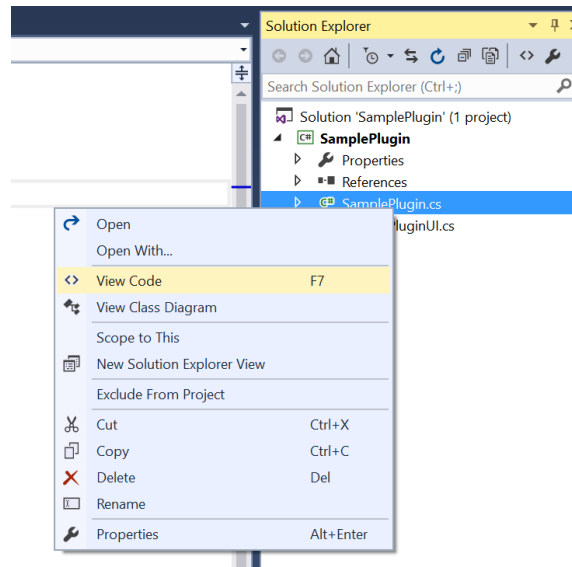 Solution Explorer
Search Solution Explorer (Ctrl+;)
Solution 'SamplePlugin' (1 project)
C# SamplePlugin
Properties
References
C# SamplePlugin.cs
luginUI.cs
Open
Open With...
View Code F7
View Class Diagram
Scope to This
New Solution Explorer View
Exclude From Project
Cut Ctrl+X
Copy Ctrl+C
Delete Del
Rename
Properties Alt+Enter